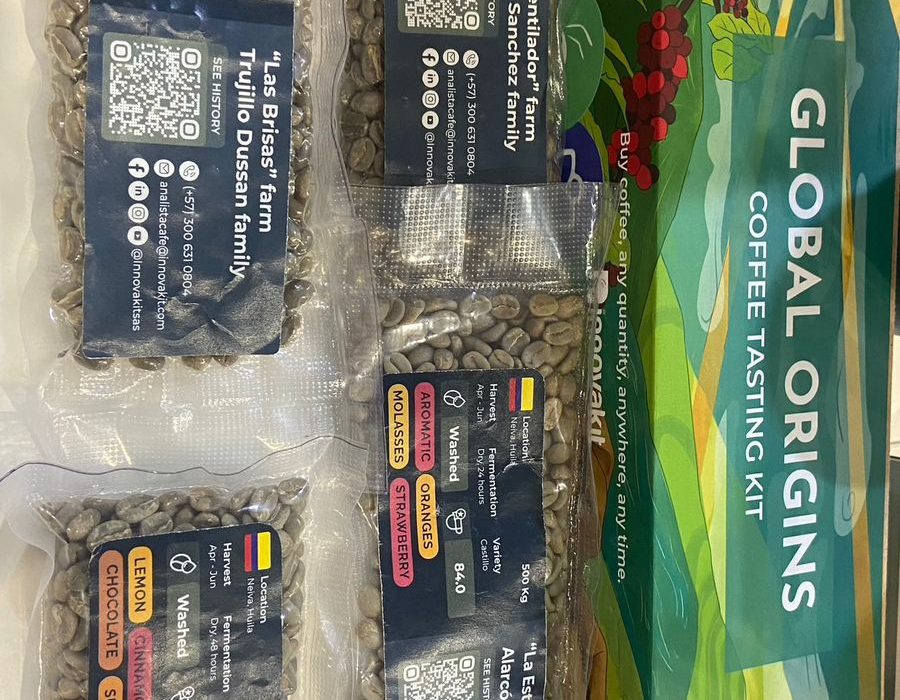 GLOBAL ORIGINS
COFFEE TASTING KIT
Buy coffee, any quantity, anywhere, any time.
"Las Brisas" farm
Trujillo Dussan family
SEE HISTORY
(+57) 300 631 0804
analistacafe@innovakit.com
@Innovakitsas
Sanchez family
farm
(+57) 300 631 0804
Location
Neiva, Huila
500 Kg
Harvest
Apr - Jun
Fermentation
Dry, 24 hours
Variety
Castillo
Washed
84.0
AROMATIC
ORANGES
MOLASSES
STRAWBERRY
"La
SEE
Location
Neiva, Huila
Harvest
Apr - Jun
Fermentation
Dry, 48 hours
Washed
LEMON
CHOCOLATE